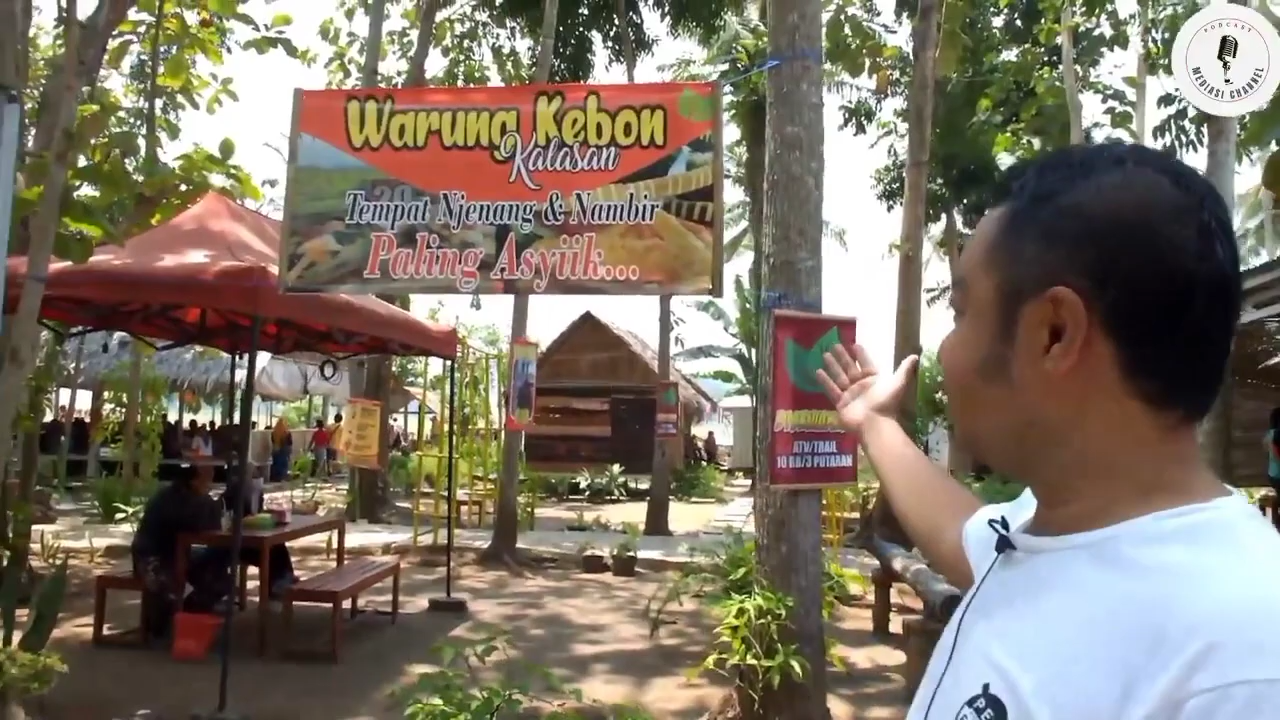 PODCAST
MEDIASI CHANNEL
Warung Kebon
Kalasan
Tempat Njenang & Nambir
Paling Asyiik...
ATV/TRAIL
10 RB/3 PUTARAN